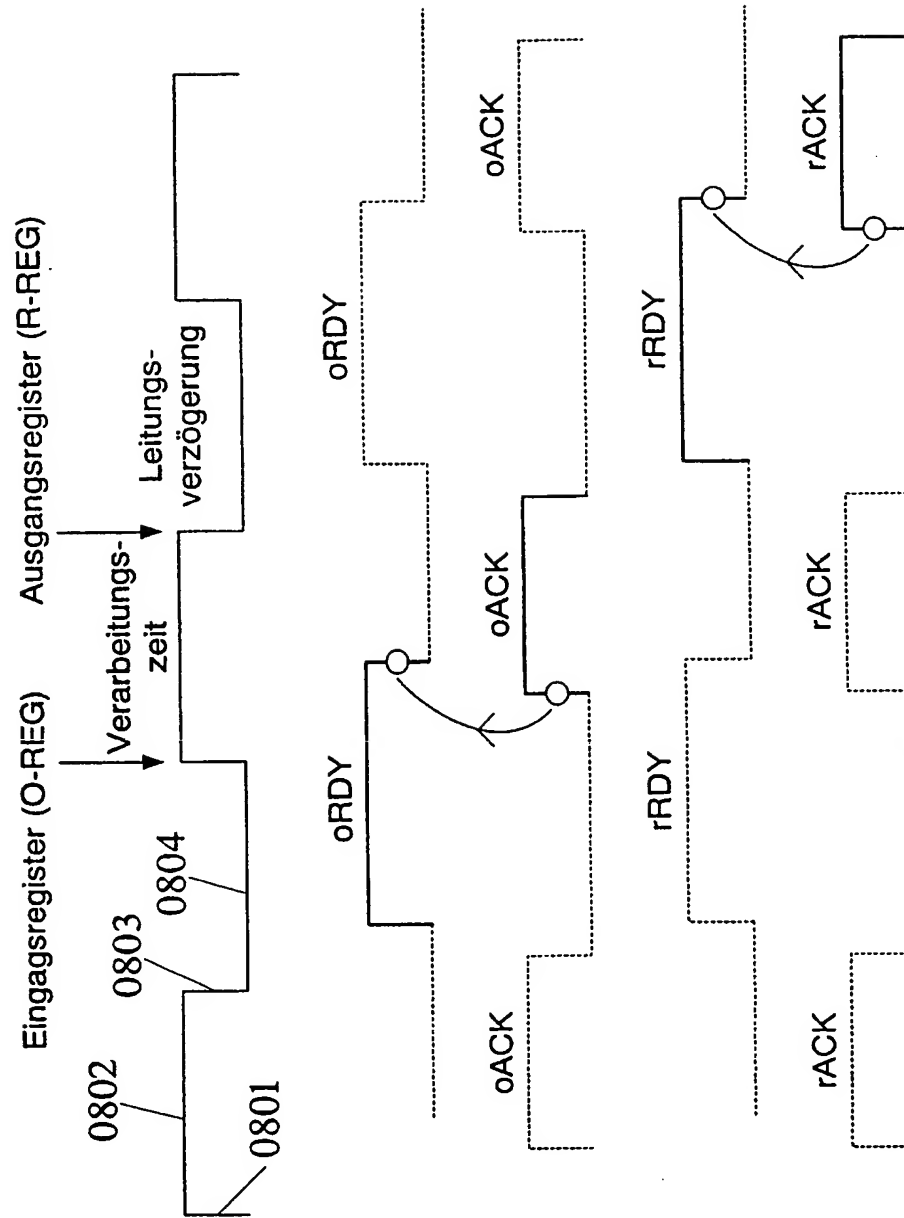 Eingagsregister (O-REG)
Ausgangsregister (R-REG)
0802
0803
0804
0801
Verarbeitungs-
zeit
Leitungs-
verzögerung
oRDY
oRDY
oACK
oACK
oACK
rRDY
rRDY
rACK
rACK
rACK